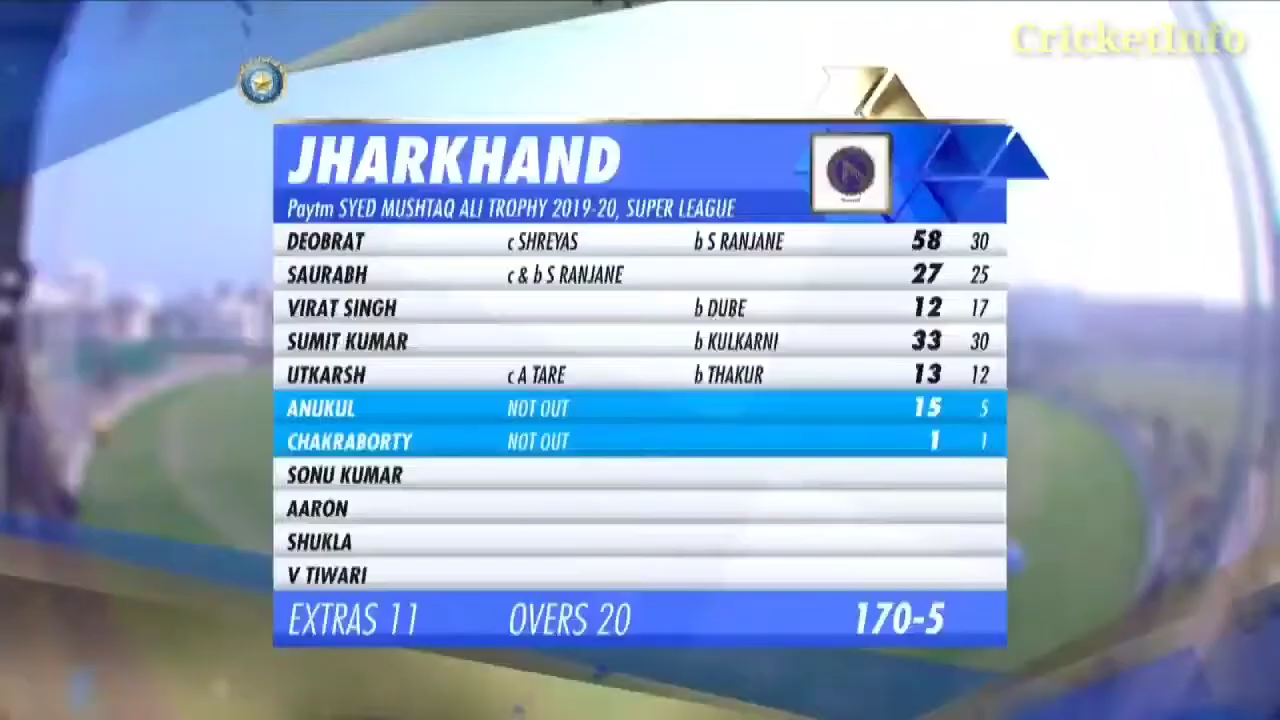 CricketInfo
JHARKHAND
Paytm SYED MUSHTAQ ALI TROPHY 2019-20, SUPER LEAGUE
DEOBRAT c SHREYAS b S RANJANE 58 30
SAURABH c & b S RANJANE 27 25
VIRAT SINGH b DUBE 12 17
SUMIT KUMAR b KULKARNI 33 30
UTKARSH c A TARE b THAKUR 13 12
ANUKUL NOT OUT 15 5
CHAKRABORTY NOT OUT 1 1
SONU KUMAR
AARON
SHUKLA
V TIWARI
EXTRAS 11 OVERS 20 170-5